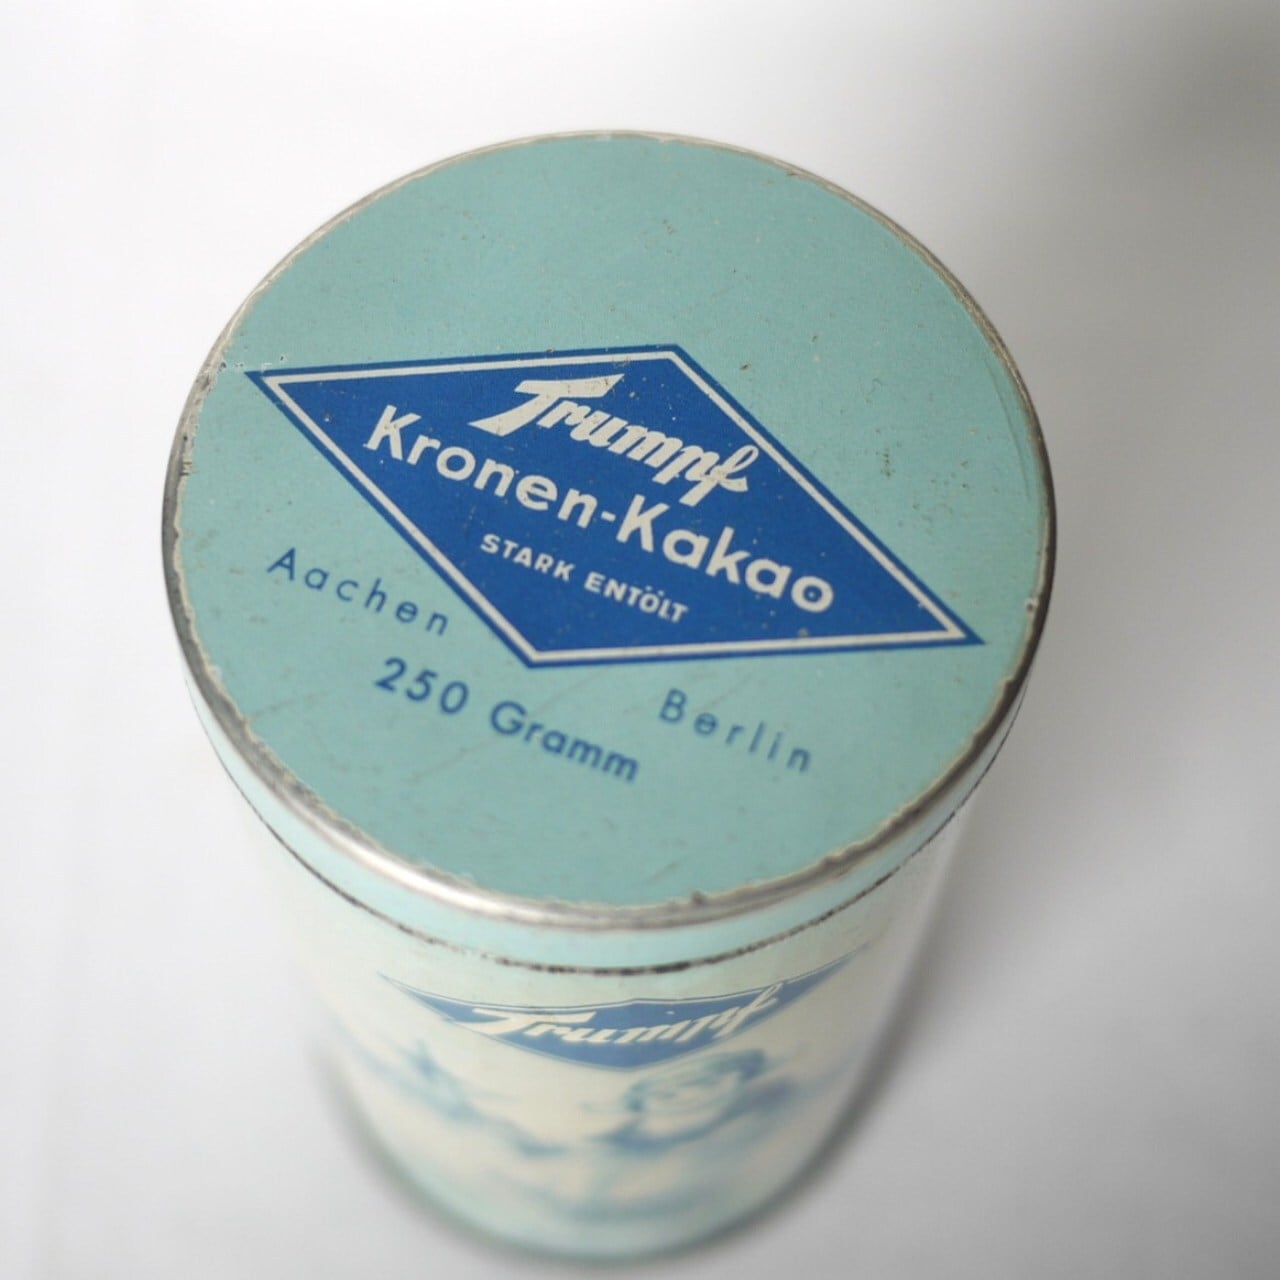 Trumpf
Kronen-Kakao
STARK ENTÖLT
Aachen Berlin
250 Gramm
Trumpf